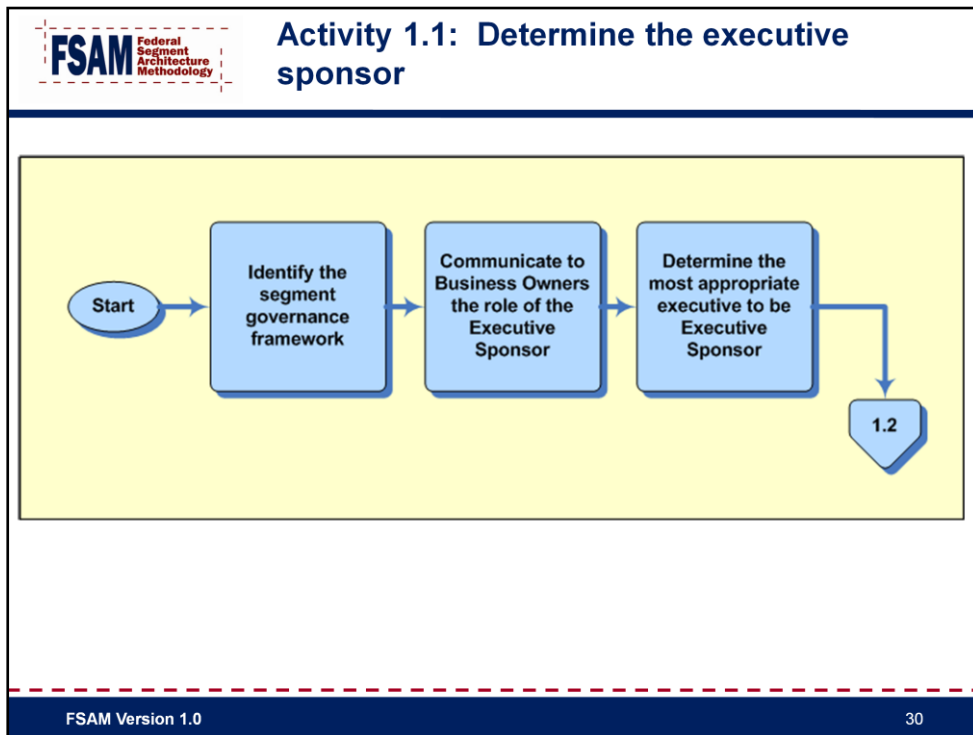 FSAM
Federal
Segment
Architecture
Methodology
Activity 1.1: Determine the executive
sponsor
Start
Identify the
segment
governance
framework
Communicate to
Business Owners
the role of the
Executive
Sponsor
Determine the
most appropriate
executive to be
Executive
Sponsor
1.2
FSAM Version 1.0
30